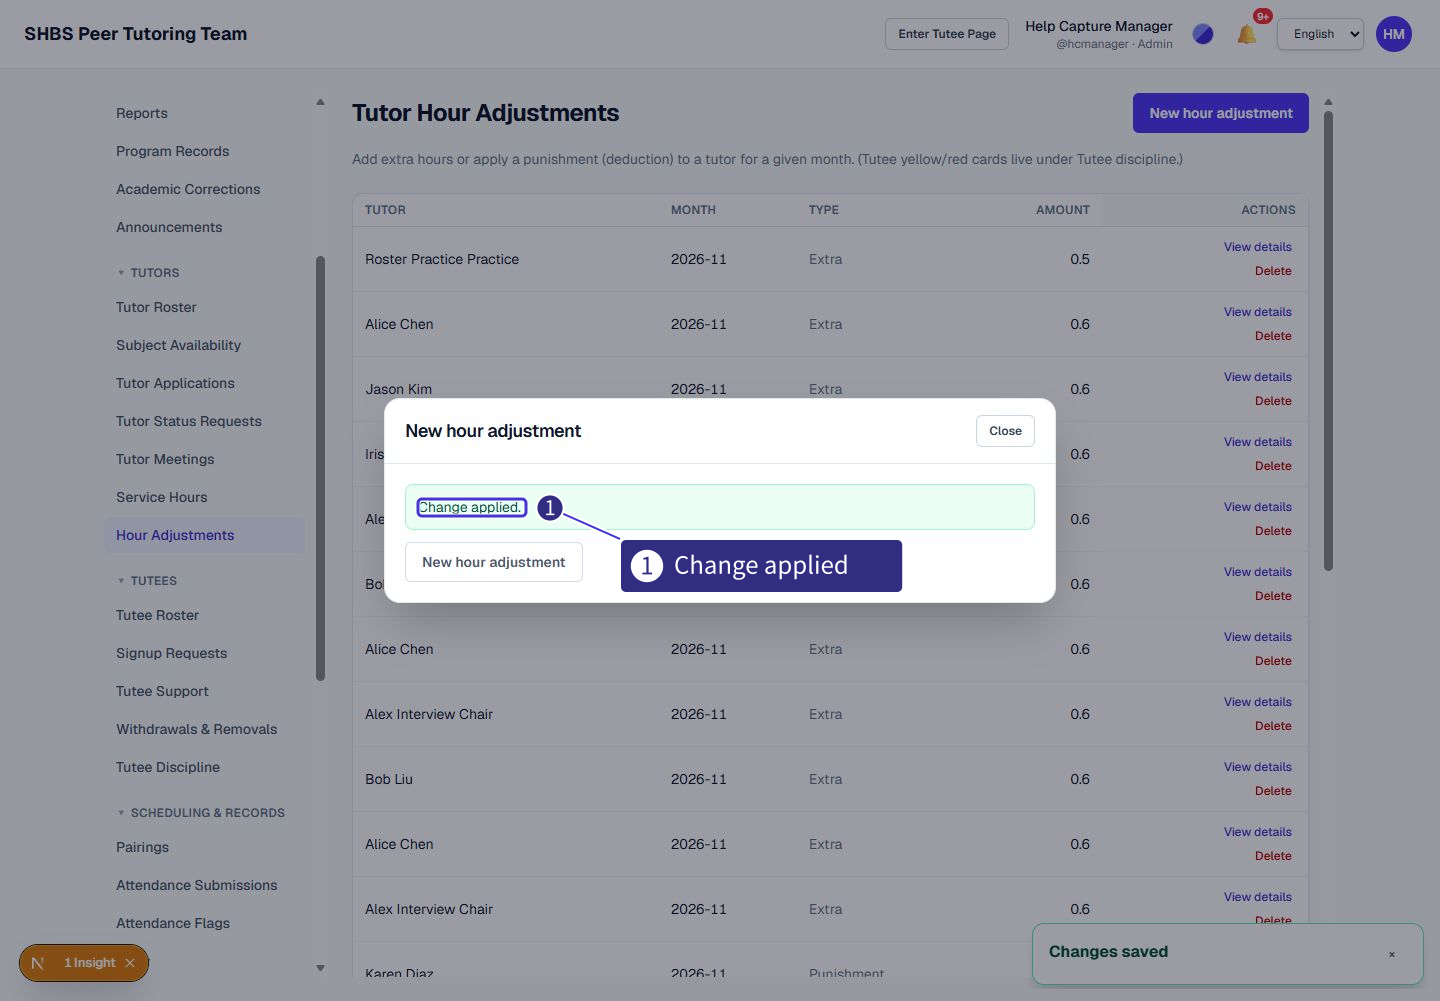 SHBS Peer Tutoring Team
Enter Tutee Page
Help Capture Manager
@hcmanager · Admin
9+
English
HM
Reports
Program Records
Academic Corrections
Announcements
TUTORS
Tutor Roster
Subject Availability
Tutor Applications
Tutor Status Requests
Tutor Meetings
Service Hours
Hour Adjustments
TUTEES
Tutee Roster
Signup Requests
Tutee Support
Withdrawals & Removals
Tutee Discipline
SCHEDULING & RECORDS
Pairings
Attendance Submissions
Attendance Flags
1 Insight
Tutor Hour Adjustments
New hour adjustment
Add extra hours or apply a punishment (deduction) to a tutor for a given month. (Tutee yellow/red cards live under Tutee discipline.)
TUTOR MONTH TYPE AMOUNT ACTIONS
Roster Practice Practice 2026-11 Extra 0.5 View details
Delete
Alice Chen 2026-11 Extra 0.6 View details
Delete
Jason Kim 2026-11 Extra 0.6 View details
Delete
Iris 0.6 View details
Delete
Ale 0.6 View details
Delete
Bo 0.6 View details
Delete
Alice Chen 2026-11 Extra 0.6 View details
Delete
Alex Interview Chair 2026-11 Extra 0.6 View details
Delete
Bob Liu 2026-11 Extra 0.6 View details
Delete
Alice Chen 2026-11 Extra 0.6 View details
Delete
Alex Interview Chair 2026-11 Extra 0.6 View details
Delete
Karen Diaz 2026-11 Punishment
New hour adjustment
Close
Change applied.
1
New hour adjustment
1 Change applied
Changes saved